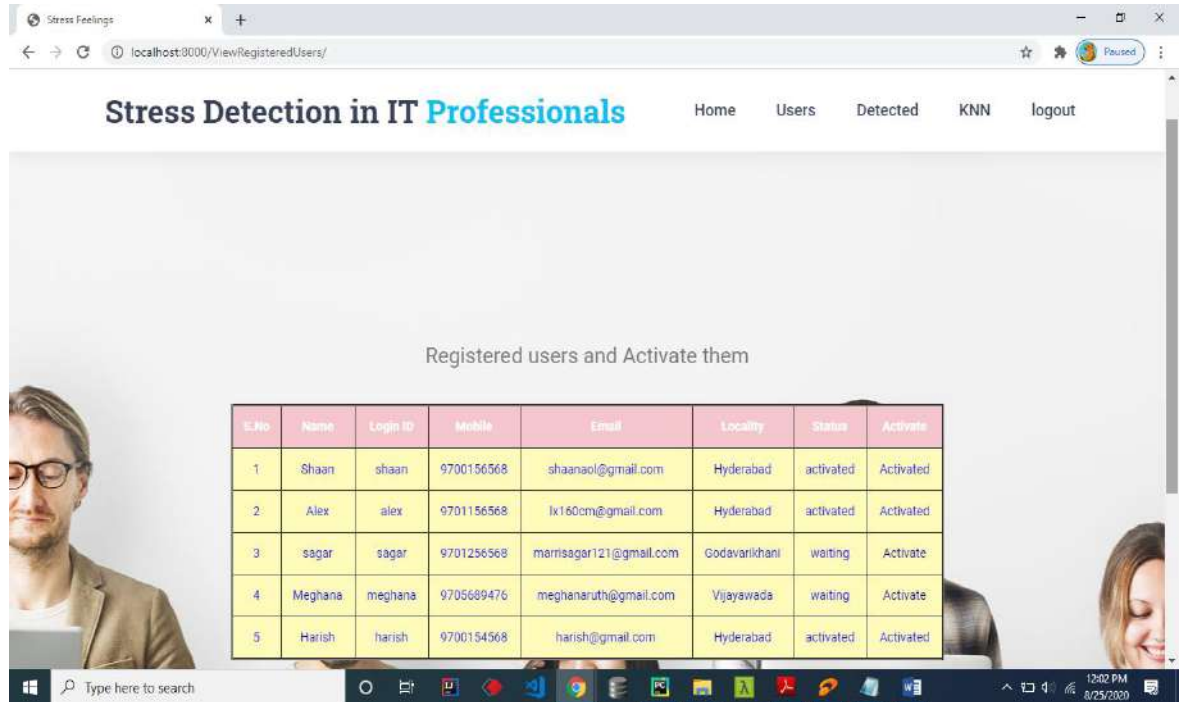 Stress Feelings
localhost:8000/ViewRegisteredUsers/
Paused
Stress Detection in IT Professionals
Home Users Detected KNN logout
Registered users and Activate them
S.No Name Login ID Mobile Email Locality Status Activate
1 Shaan shaan 9700156568 shaanaol@gmail.com Hyderabad activated Activated
2 Alex alex 9701156568 lx160cm@gmail.com Hyderabad activated Activated
3 sagar sagar 9701256568 marrisagar121@gmail.com Godavarikhani waiting Activate
4 Meghana meghana 9705689476 meghanaruth@gmail.com Vijayawada waiting Activate
5 Harish harish 9700154568 harish@gmail.com Hyderabad activated Activated
Type here to search
12:02 PM
8/25/2020